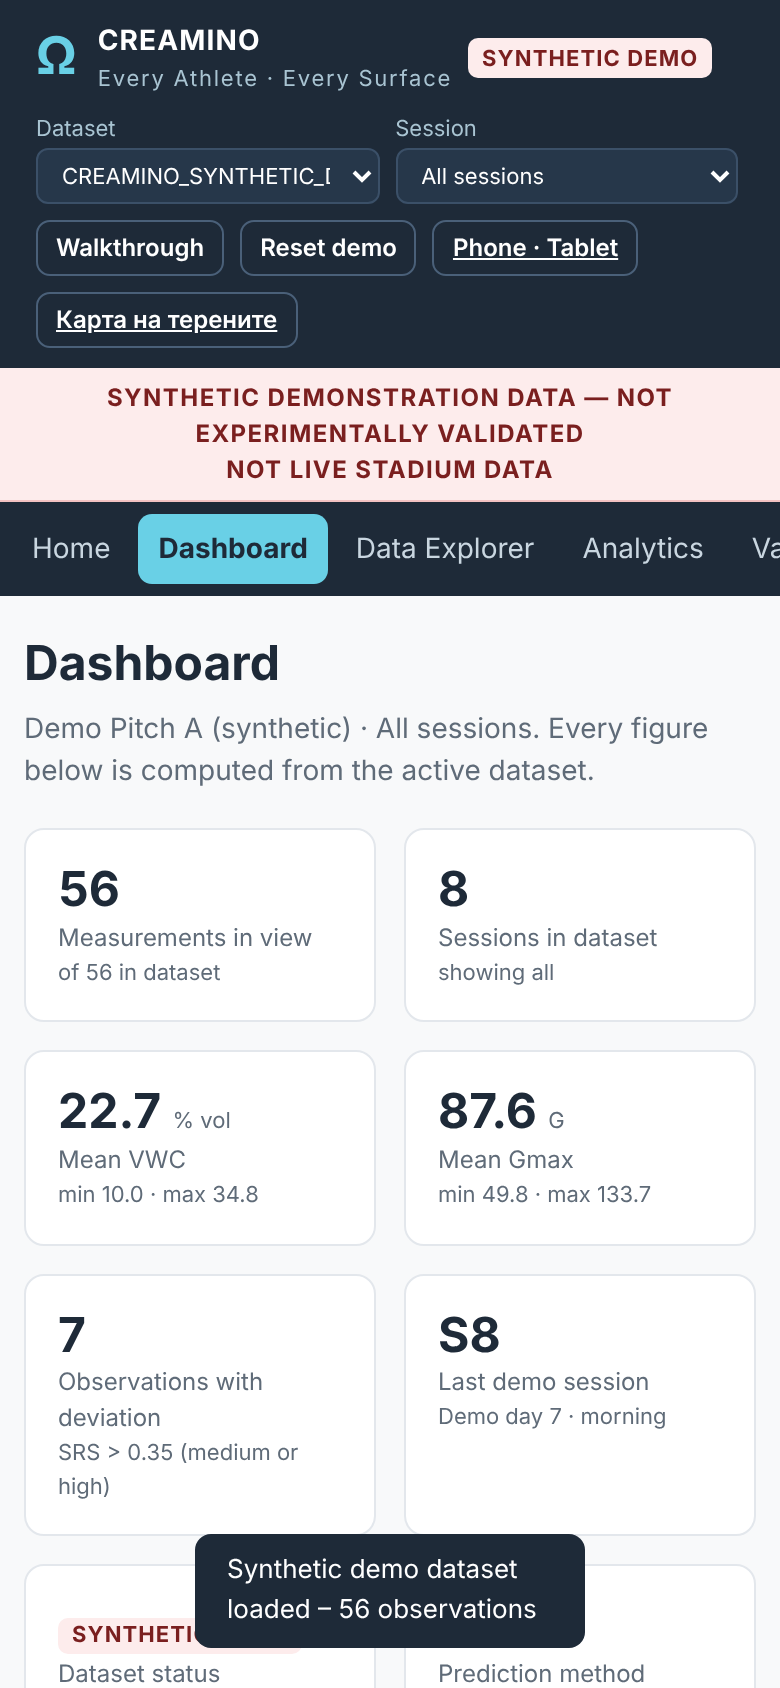 Ω
CREAMINO
Every Athlete · Every Surface
SYNTHETIC DEMO
Dataset
Session
All sessions
Walkthrough
Reset demo
Phone · Tablet
Карта на терените
SYNTHETIC DEMONSTRATION DATA — NOT
EXPERIMENTALLY VALIDATED
NOT LIVE STADIUM DATA
Home
Dashboard
Data Explorer
Analytics
Dashboard
Demo Pitch A (synthetic) · All sessions. Every figure
below is computed from the active dataset.
56
Measurements in view
of 56 in dataset
8
Sessions in dataset
showing all
22.7 % vol
Mean VWC
min 10.0 · max 34.8
87.6 G
Mean Gmax
min 49.8 · max 133.7
7
Observations with
deviation
SRS > 0.35 (medium or
high)
S8
Last demo session
Demo day 7 · morning
Synthetic demo dataset
loaded – 56 observations
Dataset status
Prediction method